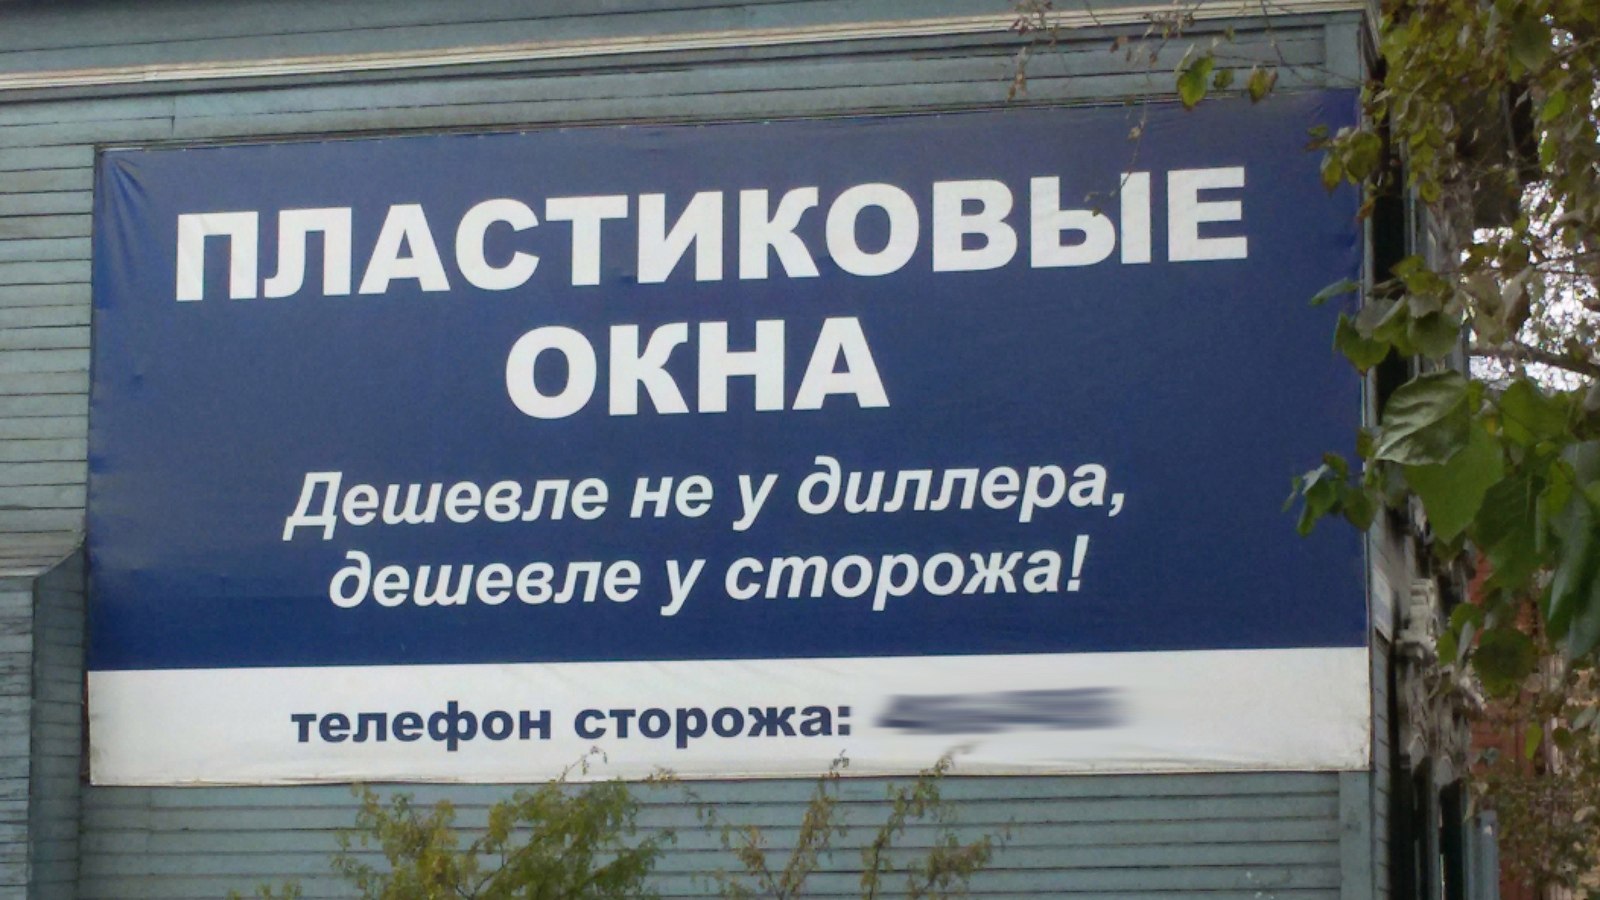 ПЛАСТИКОВЫЕ
ОКНА
Дешевле не у диллера,
дешевле у сторожа!
телефон сторожа: